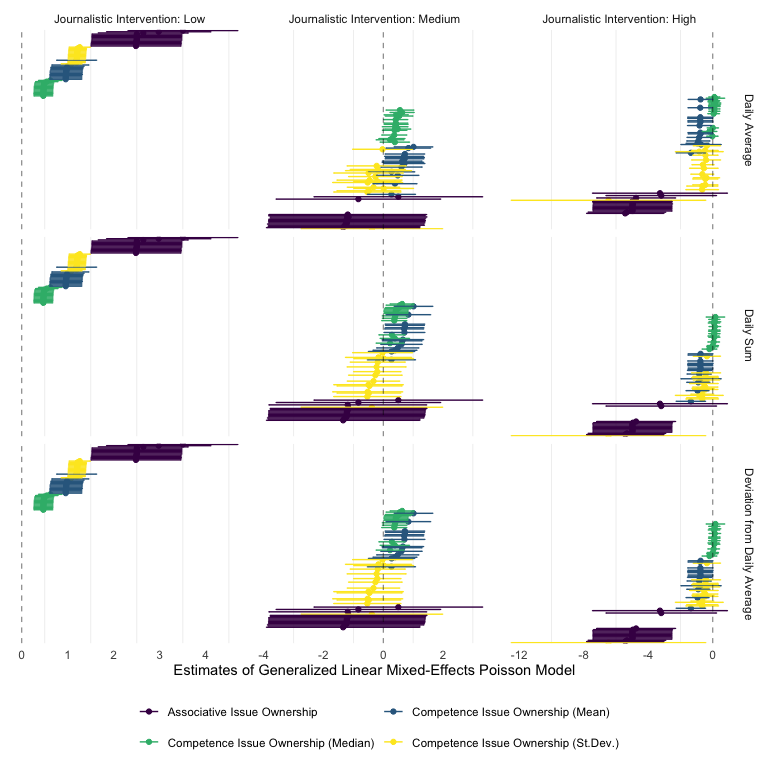 Journalistic Intervention: Low
Journalistic Intervention: Medium
Journalistic Intervention: High
Daily Average
Daily Sum
Deviation from Daily Average
0 1 2 3 4
-4 -2 0 2
-12 -8 -4 0
Estimates of Generalized Linear Mixed-Effects Poisson Model
Associative Issue Ownership
Competence Issue Ownership (Mean)
Competence Issue Ownership (Median)
Competence Issue Ownership (St.Dev.)